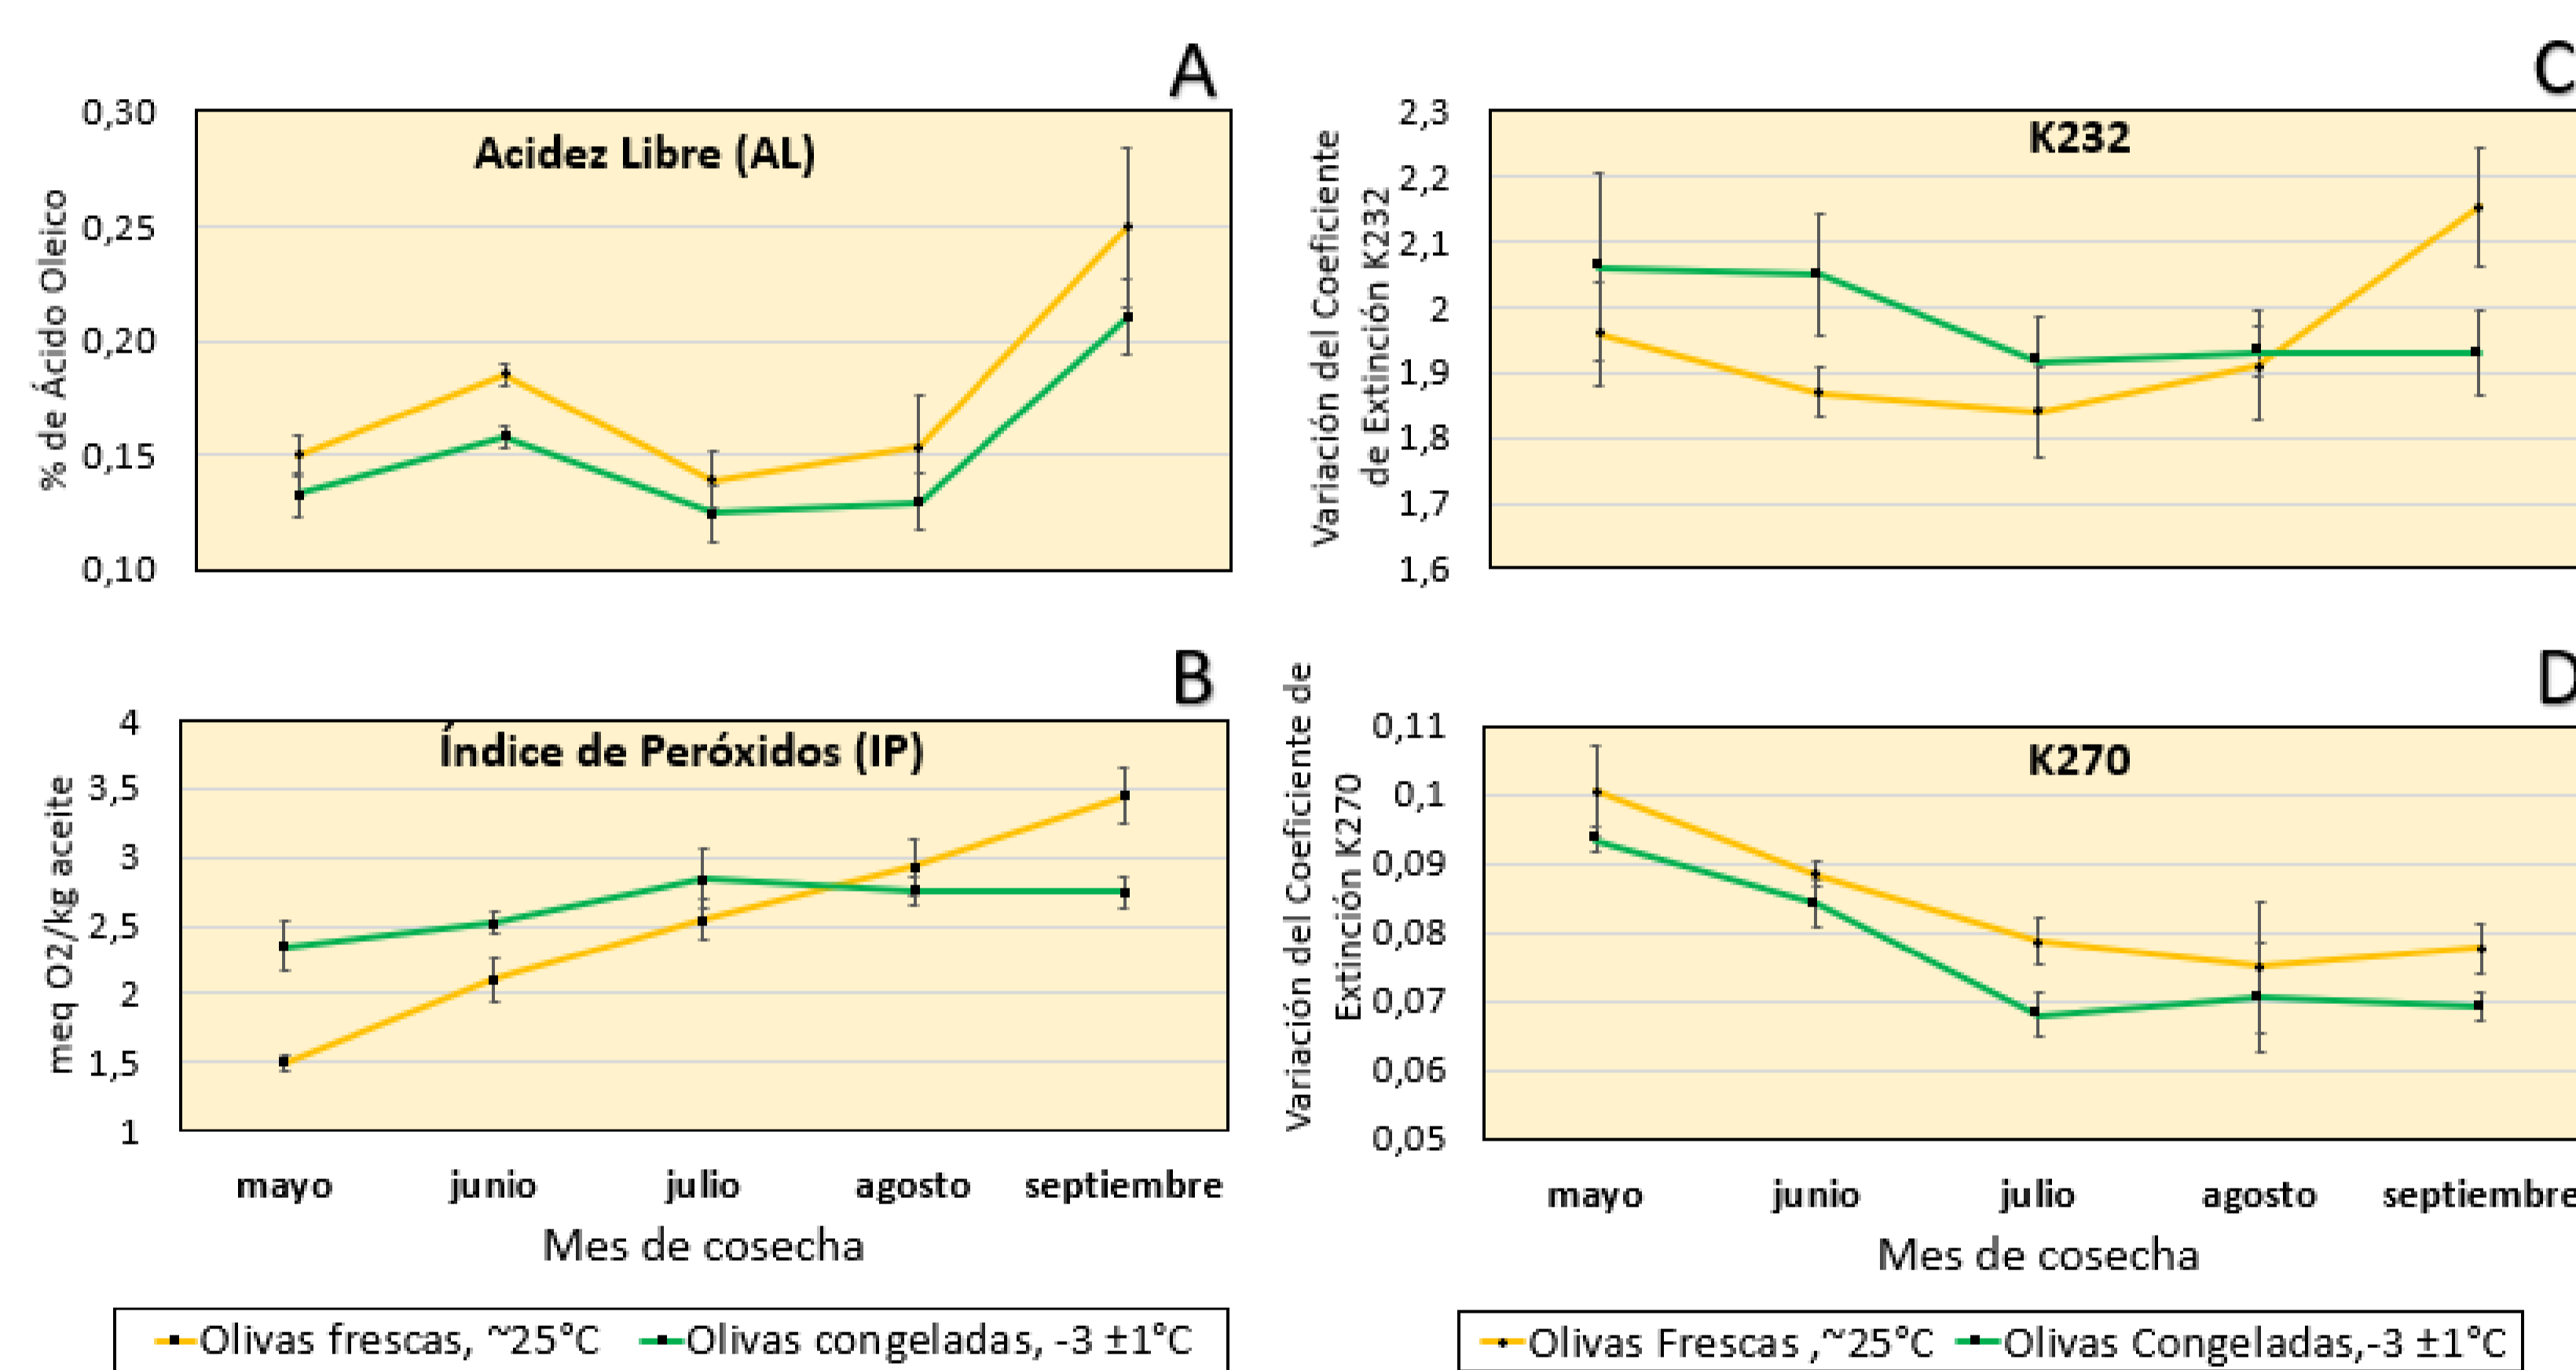 A
Acidez Libre (AL)
% de Ácido Oleico
0,30
0,25
0,20
0,15
0,10
C
K232
Variación del Coeficiente
de Extinción K232
2,3
2,2
2,1
2
1,9
1,8
1,7
1,6
B
Índice de Peróxidos (IP)
meq O2/kg aceite
4
3,5
3
2,5
2
1,5
1
mayo junio julio agosto septiembre
Mes de cosecha
Olivas frescas, ~25°C Olivas congeladas, -3 ±1°C
D
K270
Variación del Coeficiente de
Extinción K270
0,11
0,1
0,09
0,08
0,07
0,06
0,05
mayo junio julio agosto septiembre
Mes de cosecha
Olivas Frescas ,~25°C Olivas Congeladas,-3 ±1°C